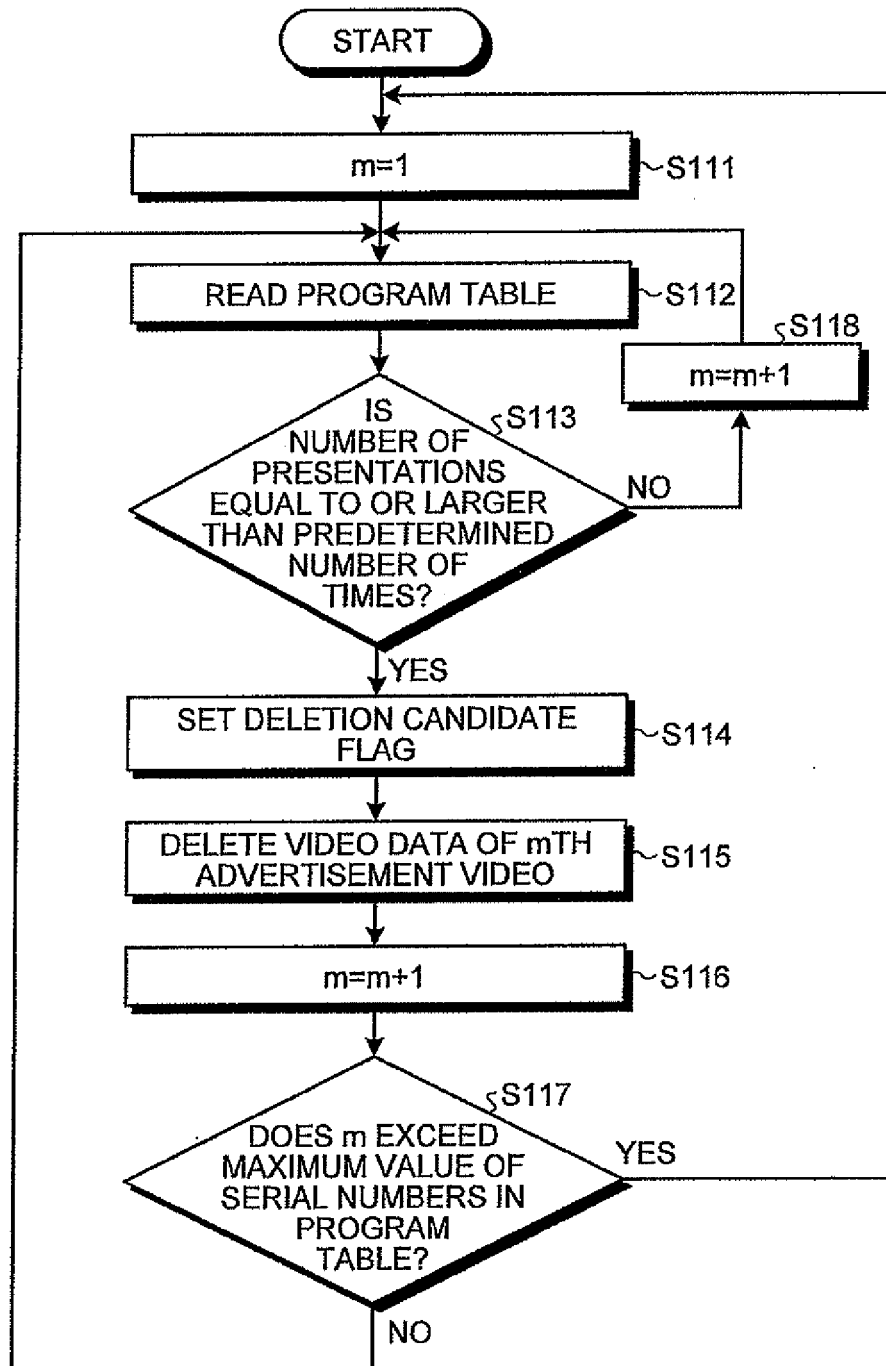 START
m=1
S111
READ PROGRAM TABLE
S112
S118
m=m+1
IS
NUMBER OF
PRESENTATIONS
EQUAL TO OR LARGER
THAN PREDETERMINED
NUMBER OF
TIMES?
S113
NO
YES
SET DELETION CANDIDATE
FLAG
S114
DELETE VIDEO DATA OF mTH
ADVERTISEMENT VIDEO
S115
m=m+1
S116
S117
DOES m EXCEED
MAXIMUM VALUE OF
SERIAL NUMBERS IN
PROGRAM
TABLE?
YES
NO